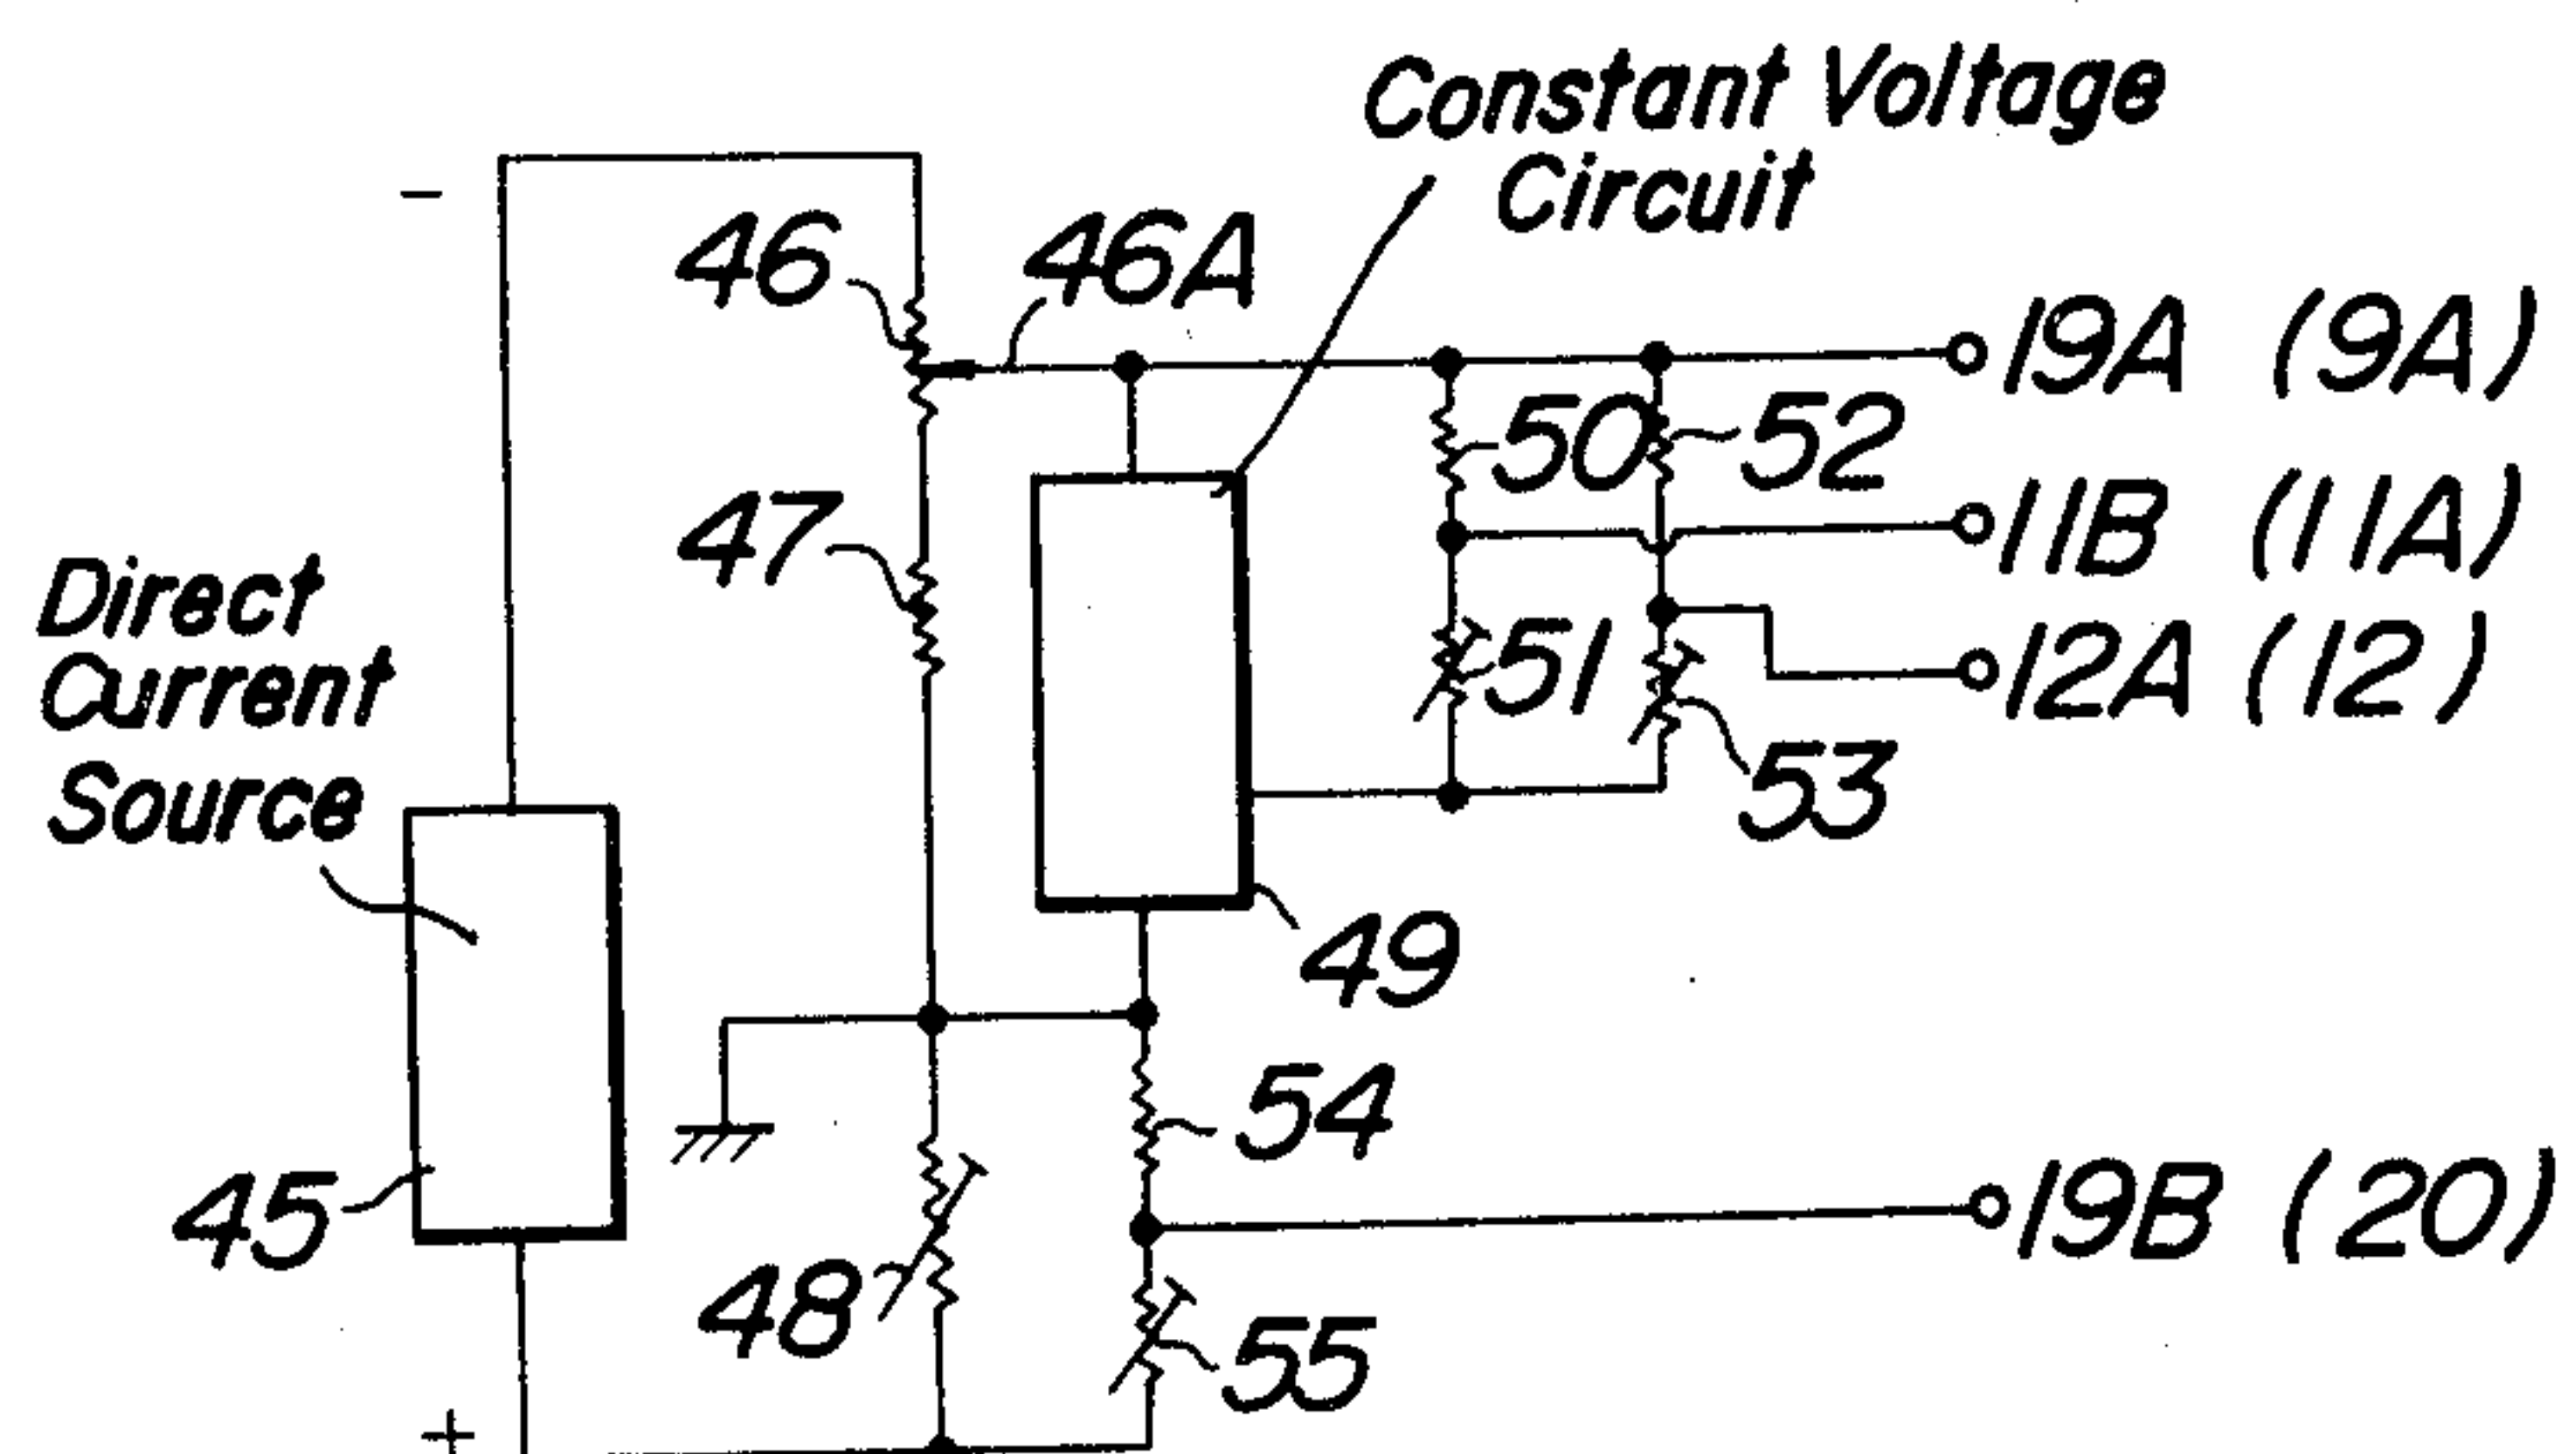 Constant Voltage
Circuit
-
46
46A
19A (9A)
50
52
11B (11A)
47
Direct
Current
Source
51
12A (12)
53
49
54
45
19B (20)
48
55
+